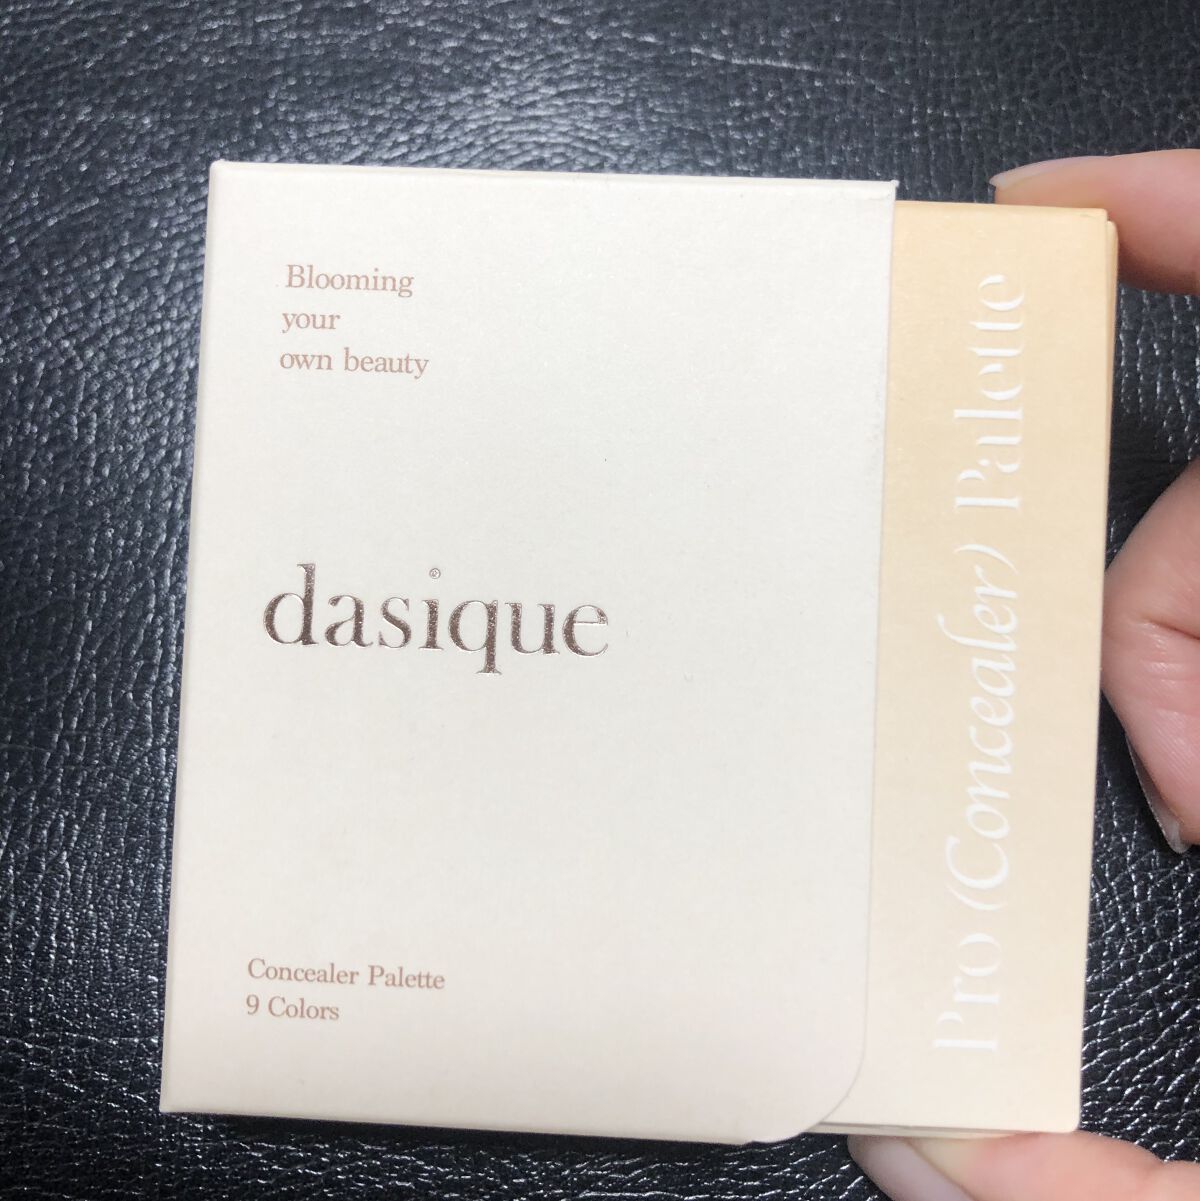 Blooming
your
own beauty
dasique
Concealer Palette
9 Colors
Pro (Concealer) Palette